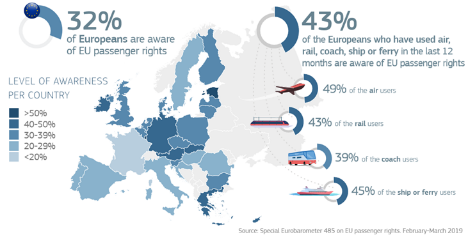 32%
of Europeans are aware
of EU passenger rights
43%
of the Europeans who have used air,
rail, coach, ship or ferry in the last 12
months are aware of EU passenger rights
LEVEL OF AWARENESS
PER COUNTRY
>50%
40-50%
30-39%
20-29%
<20%
49% of the air users
43% of the rail users
39% of the coach users
45% of the ship or ferry users
Source: Special Eurobarometer 485 on EU passenger rights, February-March 2019